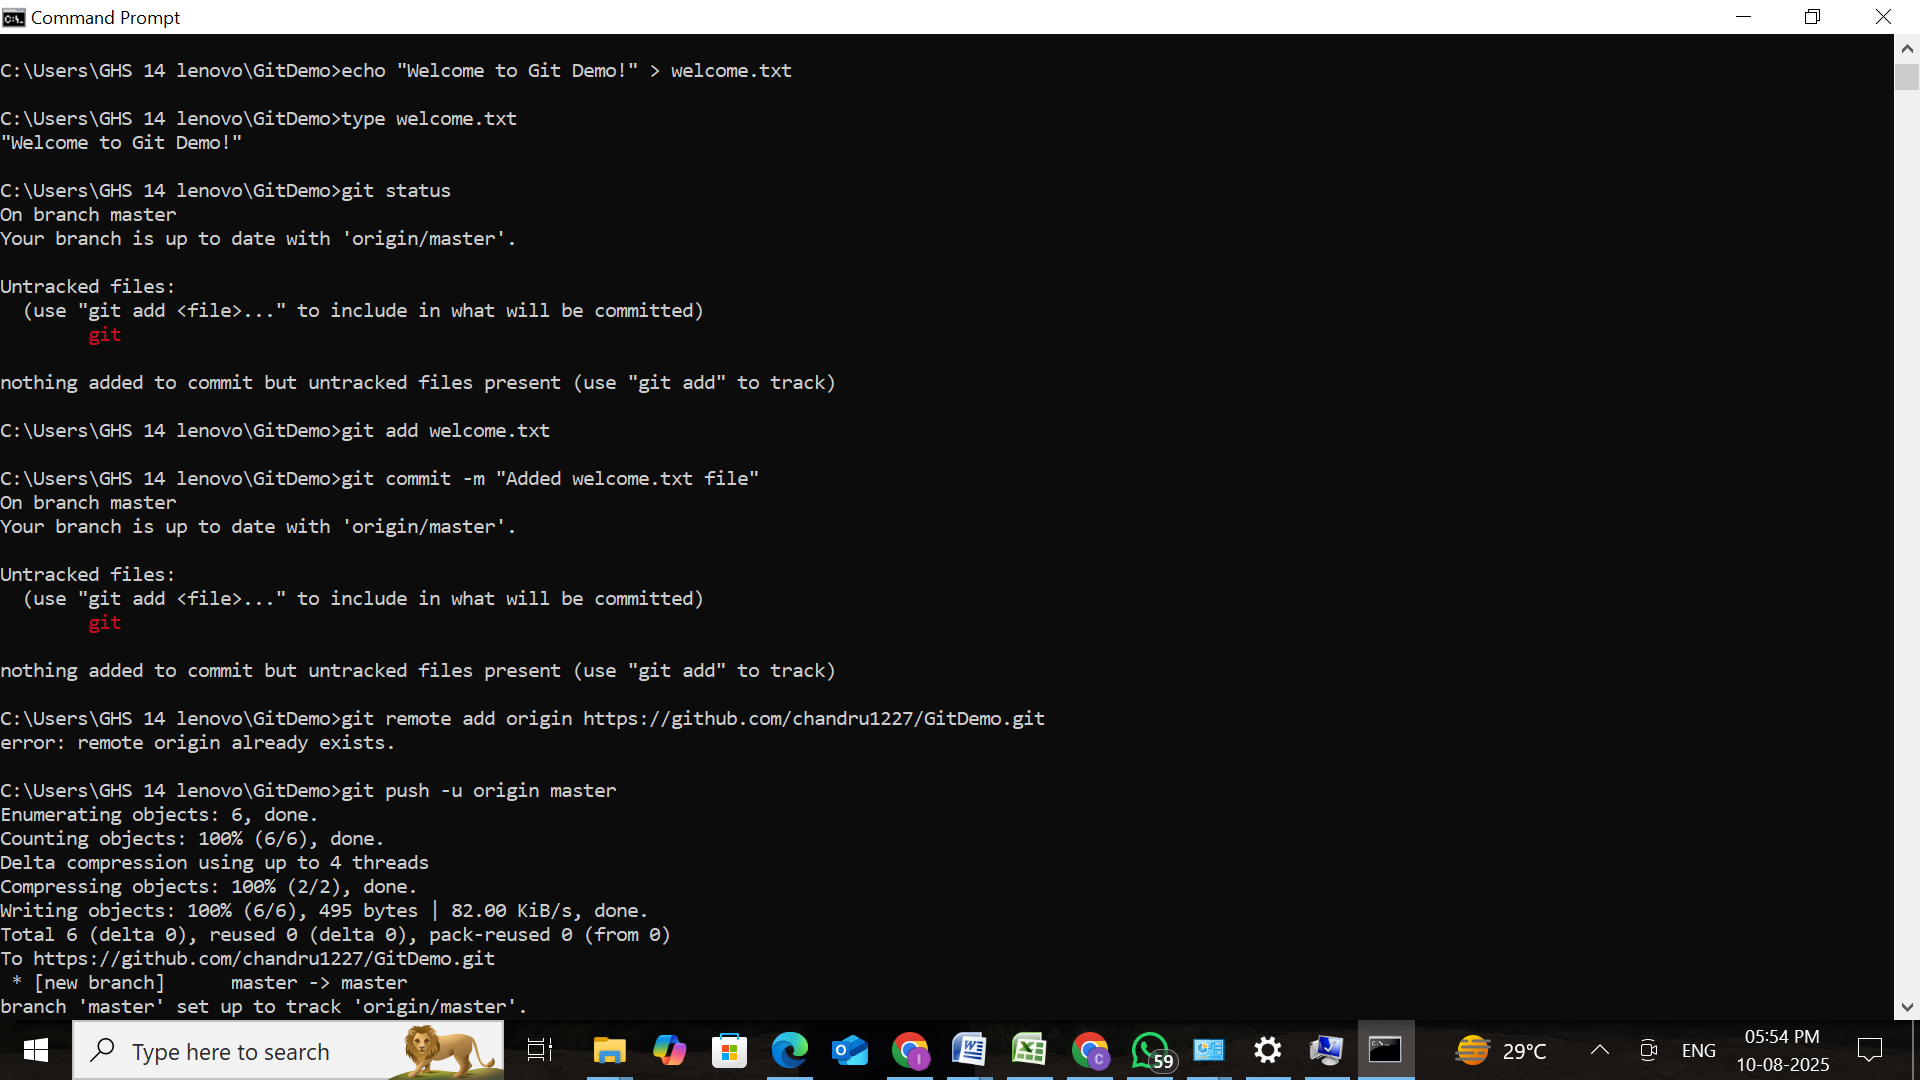 Command Prompt
C:\Users\GHS 14 lenovo\GitDemo>echo "Welcome to Git Demo!" > welcome.txt
C:\Users\GHS 14 lenovo\GitDemo>type welcome.txt
"Welcome to Git Demo!"
C:\Users\GHS 14 lenovo\GitDemo>git status
On branch master
Your branch is up to date with 'origin/master'.
Untracked files:
  (use "git add <file>..." to include in what will be committed)
        git
nothing added to commit but untracked files present (use "git add" to track)
C:\Users\GHS 14 lenovo\GitDemo>git add welcome.txt
C:\Users\GHS 14 lenovo\GitDemo>git commit -m "Added welcome.txt file"
On branch master
Your branch is up to date with 'origin/master'.
Untracked files:
  (use "git add <file>..." to include in what will be committed)
        git
nothing added to commit but untracked files present (use "git add" to track)
C:\Users\GHS 14 lenovo\GitDemo>git remote add origin https://github.com/chandru1227/GitDemo.git
error: remote origin already exists.
C:\Users\GHS 14 lenovo\GitDemo>git push -u origin master
Enumerating objects: 6, done.
Counting objects: 100% (6/6), done.
Delta compression using up to 4 threads
Compressing objects: 100% (2/2), done.
Writing objects: 100% (6/6), 495 bytes | 82.00 KiB/s, done.
Total 6 (delta 0), reused 0 (delta 0), pack-reused 0 (from 0)
To https://github.com/chandru1227/GitDemo.git
 * [new branch]      master -> master
branch 'master' set up to track 'origin/master'.
Type here to search
59
29°C
ENG
05:54 PM
10-08-2025